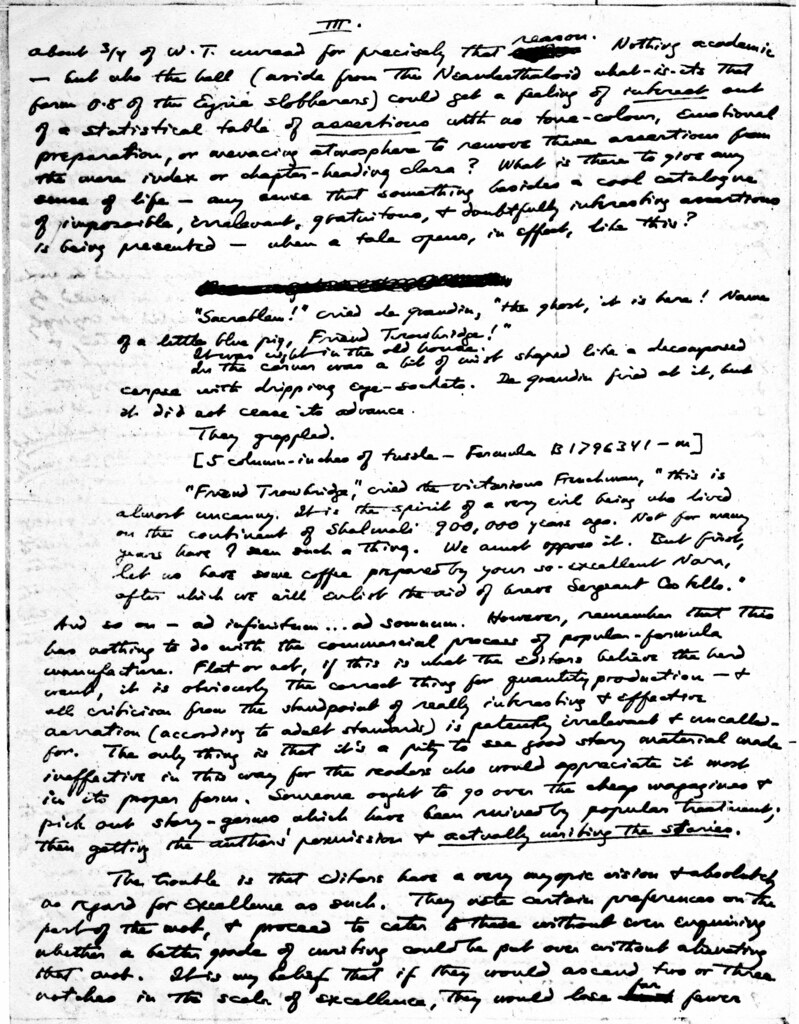 III.
about 3/4 of W.T. unread for precisely that reason. Nothing academic
— but who the hell (aside from the Neanderthaloid what-is-its that
form 0.8 of the Eyrie slobberers) could get a feeling of interest out
of a statistical table of assertions with no tone-colour, emotional
preparation, or menacing atmosphere to remove these assertions from
the mere index or chapter-heading class? What is there to give any
sense of life — any sense that something besides a cool catalogue
of impossible, irrelevant, gratuitous, & doubtfully interesting assertions
is being presented — when a tale opens, in effect, like this?
"Sacrebleu!" cried de Grandin, "the ghost, it is here! Name
of a little blue pig, Friend Trowbridge!"
It was night in the old house.
In the corner was a bit of mist shaped like a decomposed
corpse with dripping eye-sockets. De Grandin fired at it, but
it did not cease its advance.
They grappled.
[5 column-inches of tussle — Formula B1796341-m]
"Friend Trowbridge," cried the victorious Frenchman, "this is
almost uncanny. It is the spirit of a very evil being who lived
on the continent of Shalmali 900,000 years ago. Not for many
years have I seen such a thing. We must oppose it. But first,
let us have some coffee prepared by your so-excellent Nora,
after which we will enlist the aid of brave Sergeant Costello."
And so on — ad infinitum ... ad somnum. However, remember that this
has nothing to do with the commercial process of popular-formula
manufacture. Flat or not, if this is what the editors believe the herd
want, it is obviously the correct thing for quantity production — &
all criticism from the standpoint of really interesting & effective
narration (according to adult standards) is patently irrelevant & uncalled-
for. The only thing is that it's a pity to see good story material made
ineffective in this way for the readers who would appreciate it most
in its proper form. Someone ought to go over the cheap magazines &
pick out story-germs which have been ruined by popular treatment;
then getting the authors' permission & actually writing the stories.
The trouble is that editors have a very myopic vision & absolutely
no regard for excellence as such. They note certain preferences on the
part of the mob, & proceed to cater to these without even enquiring
whether a better grade of writing could be put over without alienating
that mob. It is my belief that if they would ascend two or three
notches in the scale of excellence, they would lose far fewer